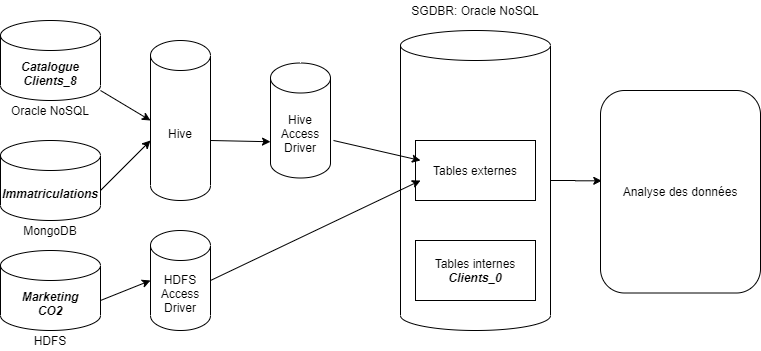 SGDBR: Oracle NoSQL
Catalogue
Clients_8
Oracle NoSQL
Hive
Hive
Access
Driver
Immatriculations
MongoDB
Marketing
CO2
HDFS
HDFS
Access
Driver
Tables externes
Tables internes
Clients_0
Analyse des données